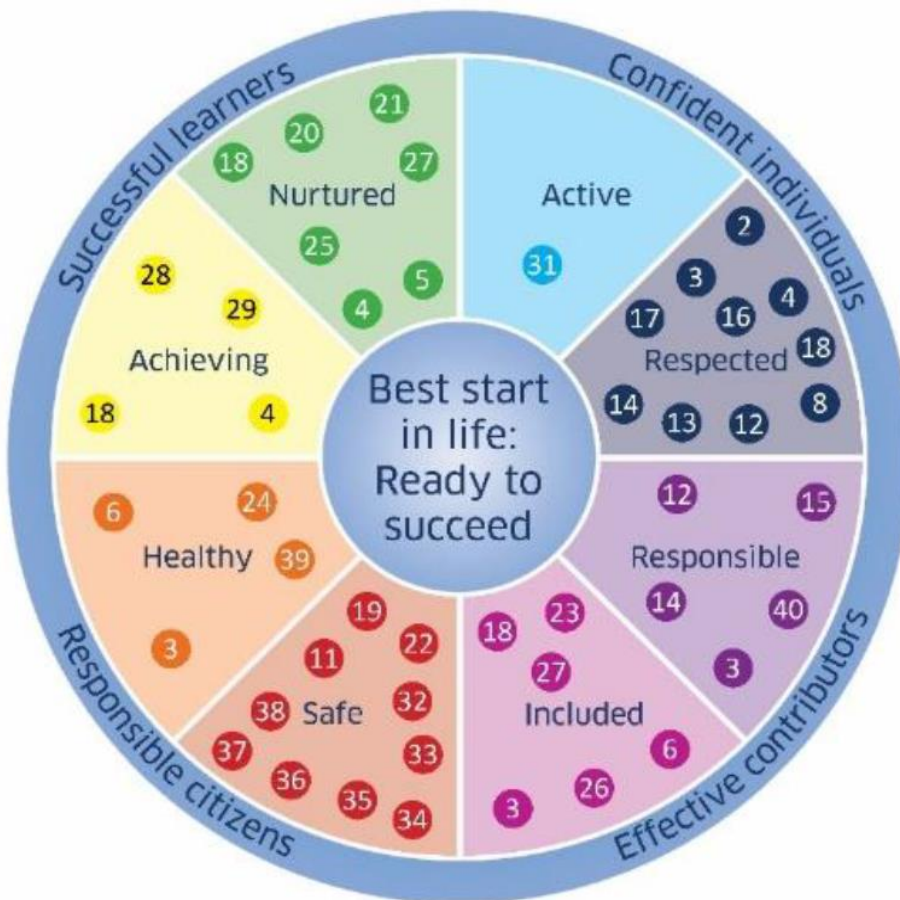 Successful learners
Confident individuals
21
20
18
27
Nurtured
25
5
4
Active
31
2
3
4
17
16
18
Respected
14
13
12
8
28
29
Achieving
18
4
Best start
in life:
Ready to
succeed
6
24
Healthy
39
3
12
15
Responsible
14
40
3
19
22
11
32
38
Safe
37
33
36
35
34
23
18
27
Included
6
26
3
Responsible citizens
Effective contributors